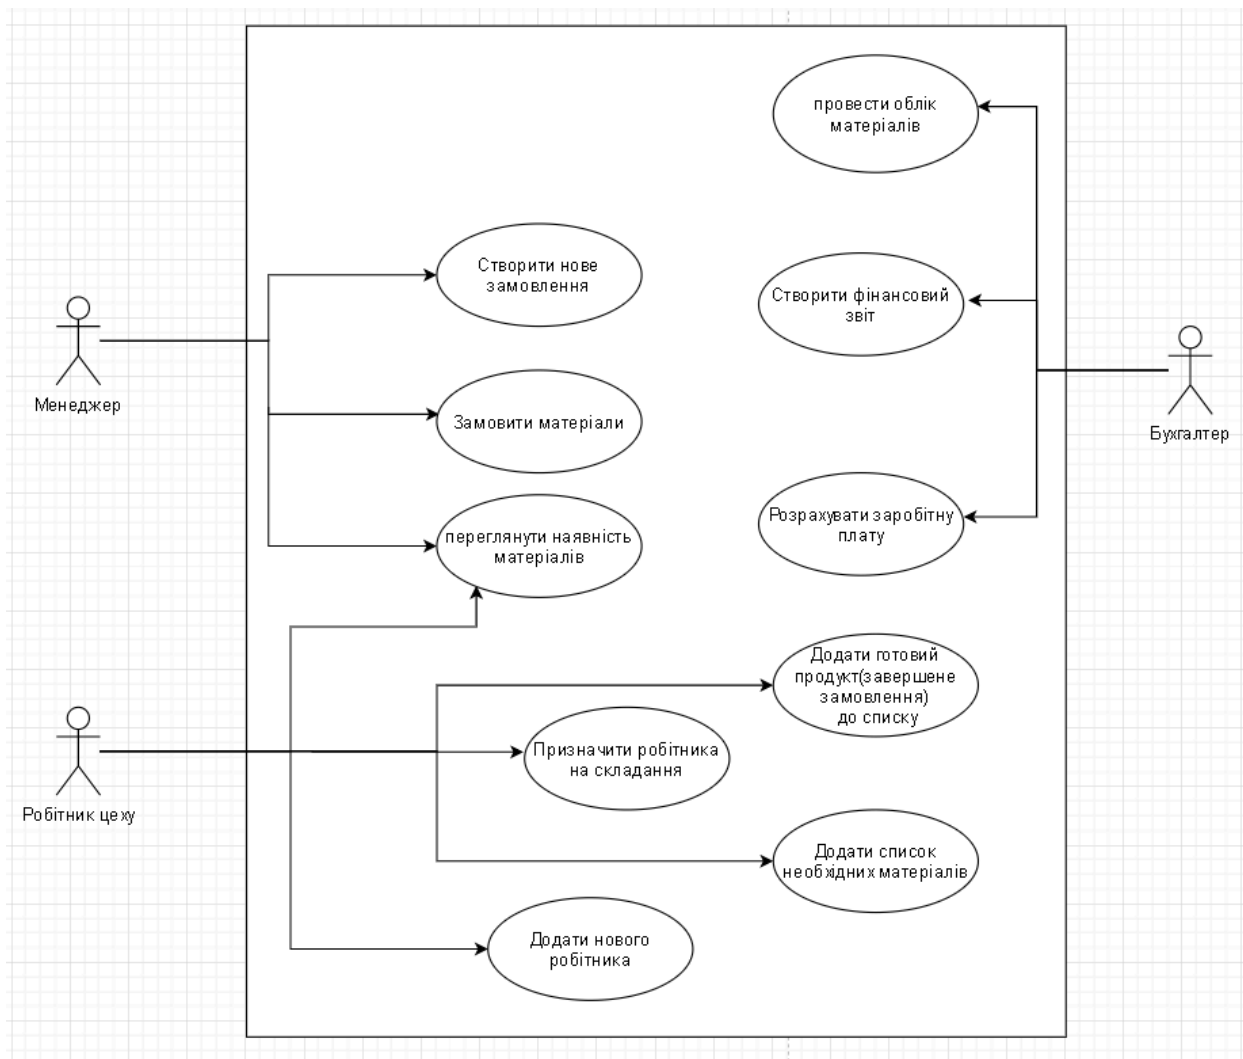 провести облік
матеріалів
Створити нове
замовлення
Створити фінансовий
звіт
Менеджер
Бухгалтер
Замовити матеріали
переглянути наявність
матеріалів
Розрахувати заробітну
плату
Додати готовий
продукт(завершене
замовлення)
до списку
Призначити робітника
на складання
Робітник цеху
Додати список
необхідних матеріалів
Додати нового
робітника